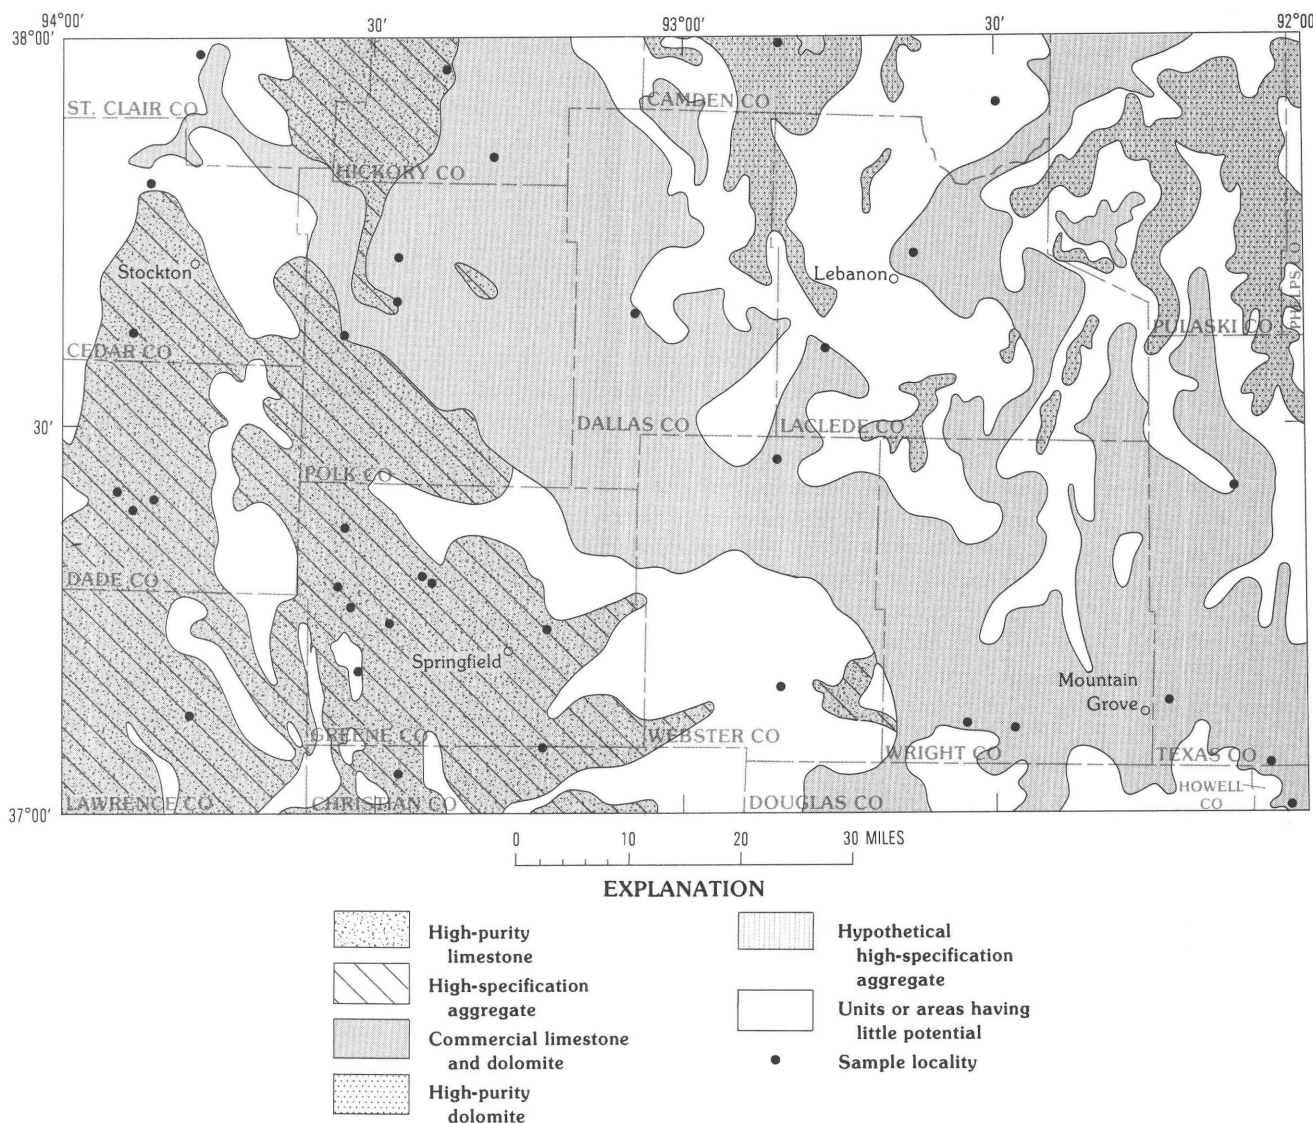 94°00′
30′
93°00′
30′
92°00′
38°00′
ST. CLAIR CO
CAMDEN CO
HICKORY CO
Stockton
Lebanon
PHELPS CO
PULASKI CO
CEDAR CO
30′
DALLAS CO
LACLEDE CO
POLK CO
DADE CO
Springfield
Mountain
Grove
GREENE CO
WEBSTER CO
WRIGHT CO
TEXAS CO
HOWELL
CO
LAWRENCE CO
CHRISTIAN CO
DOUGLAS CO
37°00′
0
10
20
30 MILES
EXPLANATION
High-purity
limestone
High-specification
aggregate
Commercial limestone
and dolomite
High-purity
dolomite
Hypothetical
high-specification
aggregate
Units or areas having
little potential
Sample locality